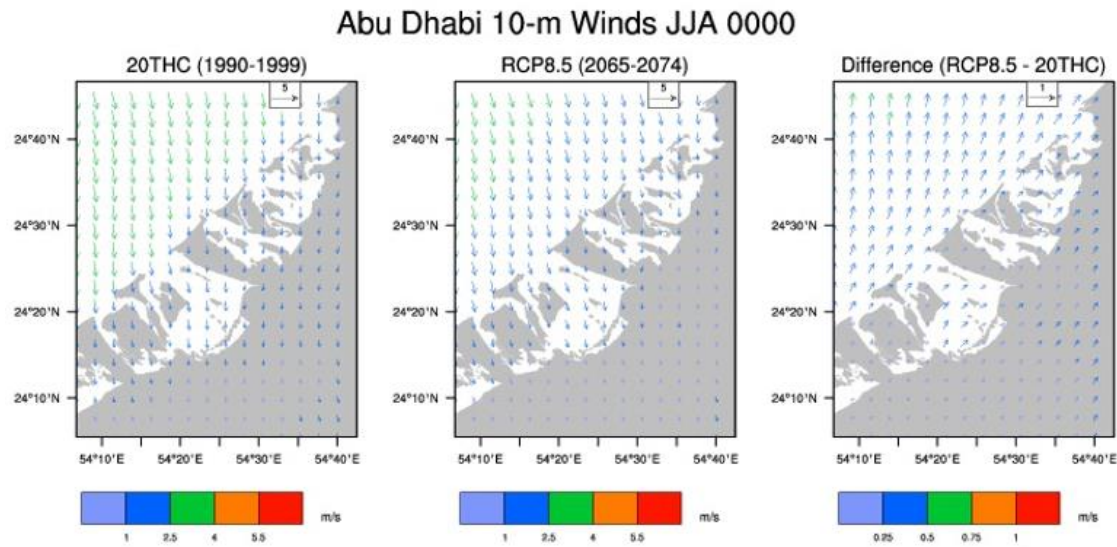 Abu Dhabi 10-m Winds JJA 0000
20THC (1990-1999)
RCP8.5 (2065-2074)
Difference (RCP8.5 - 20THC)
5
5
1
24°40'N
24°30'N
24°20'N
24°10'N
24°40'N
24°30'N
24°20'N
24°10'N
24°40'N
24°30'N
24°20'N
24°10'N
54°10'E 54°20'E 54°30'E 54°40'E
54°10'E 54°20'E 54°30'E 54°40'E
54°10'E 54°20'E 54°30'E 54°40'E
m/s
1 2.5 4 5.5
m/s
1 2.5 4 5.5
m/s
0.25 0.5 0.75 1